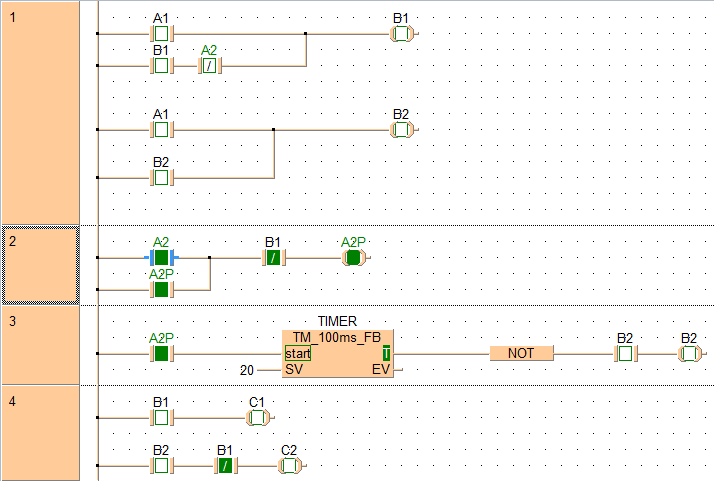 1
A1 B1
B1 A2
/
A1 B2
B2
2
A2 B1 A2P
/
A2P
3
TIMER
A2P TM_100ms_FB B2 B2
start T NOT
20 SV EV
4
B1 C1
B2 B1 C2
/